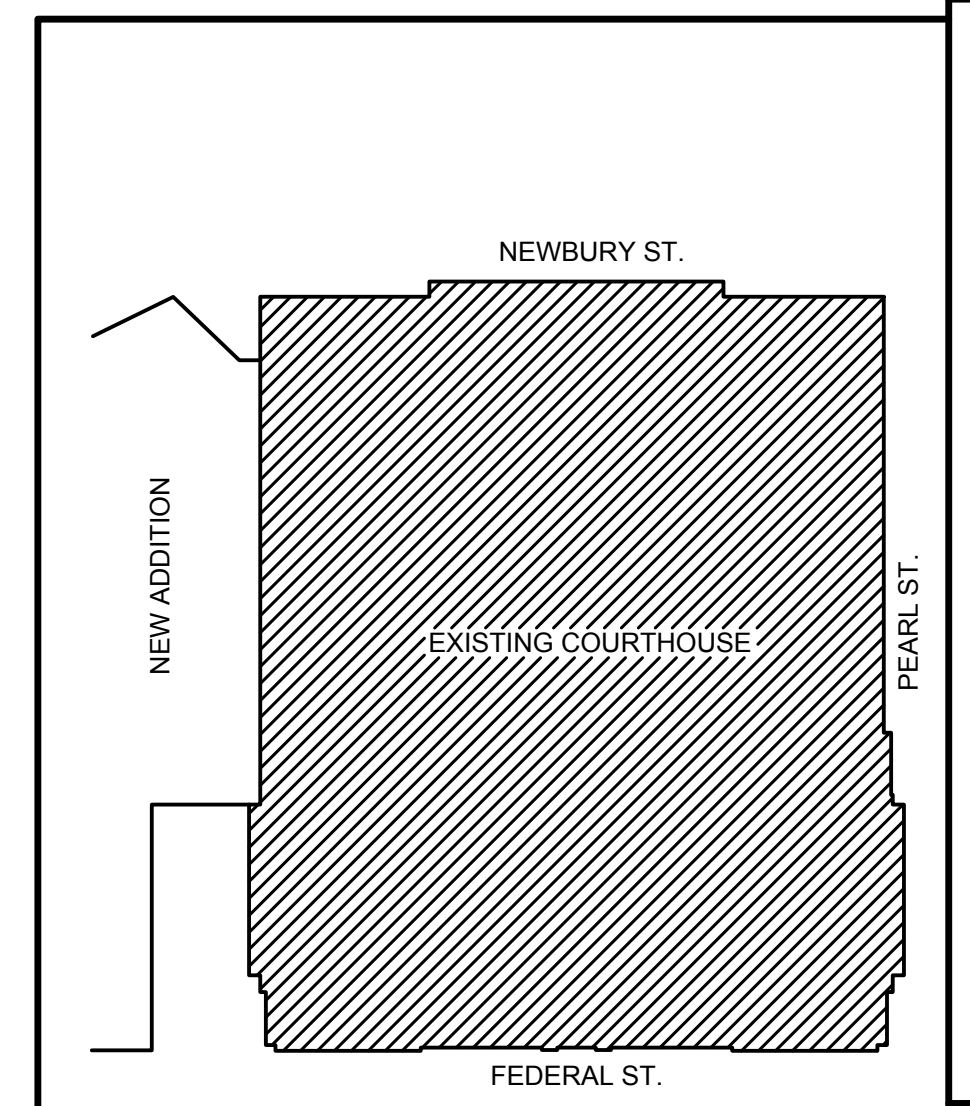 NEWBURY ST.
NEW ADDITION
EXISTING COURTHOUSE
PEARL ST.
FEDERAL ST.